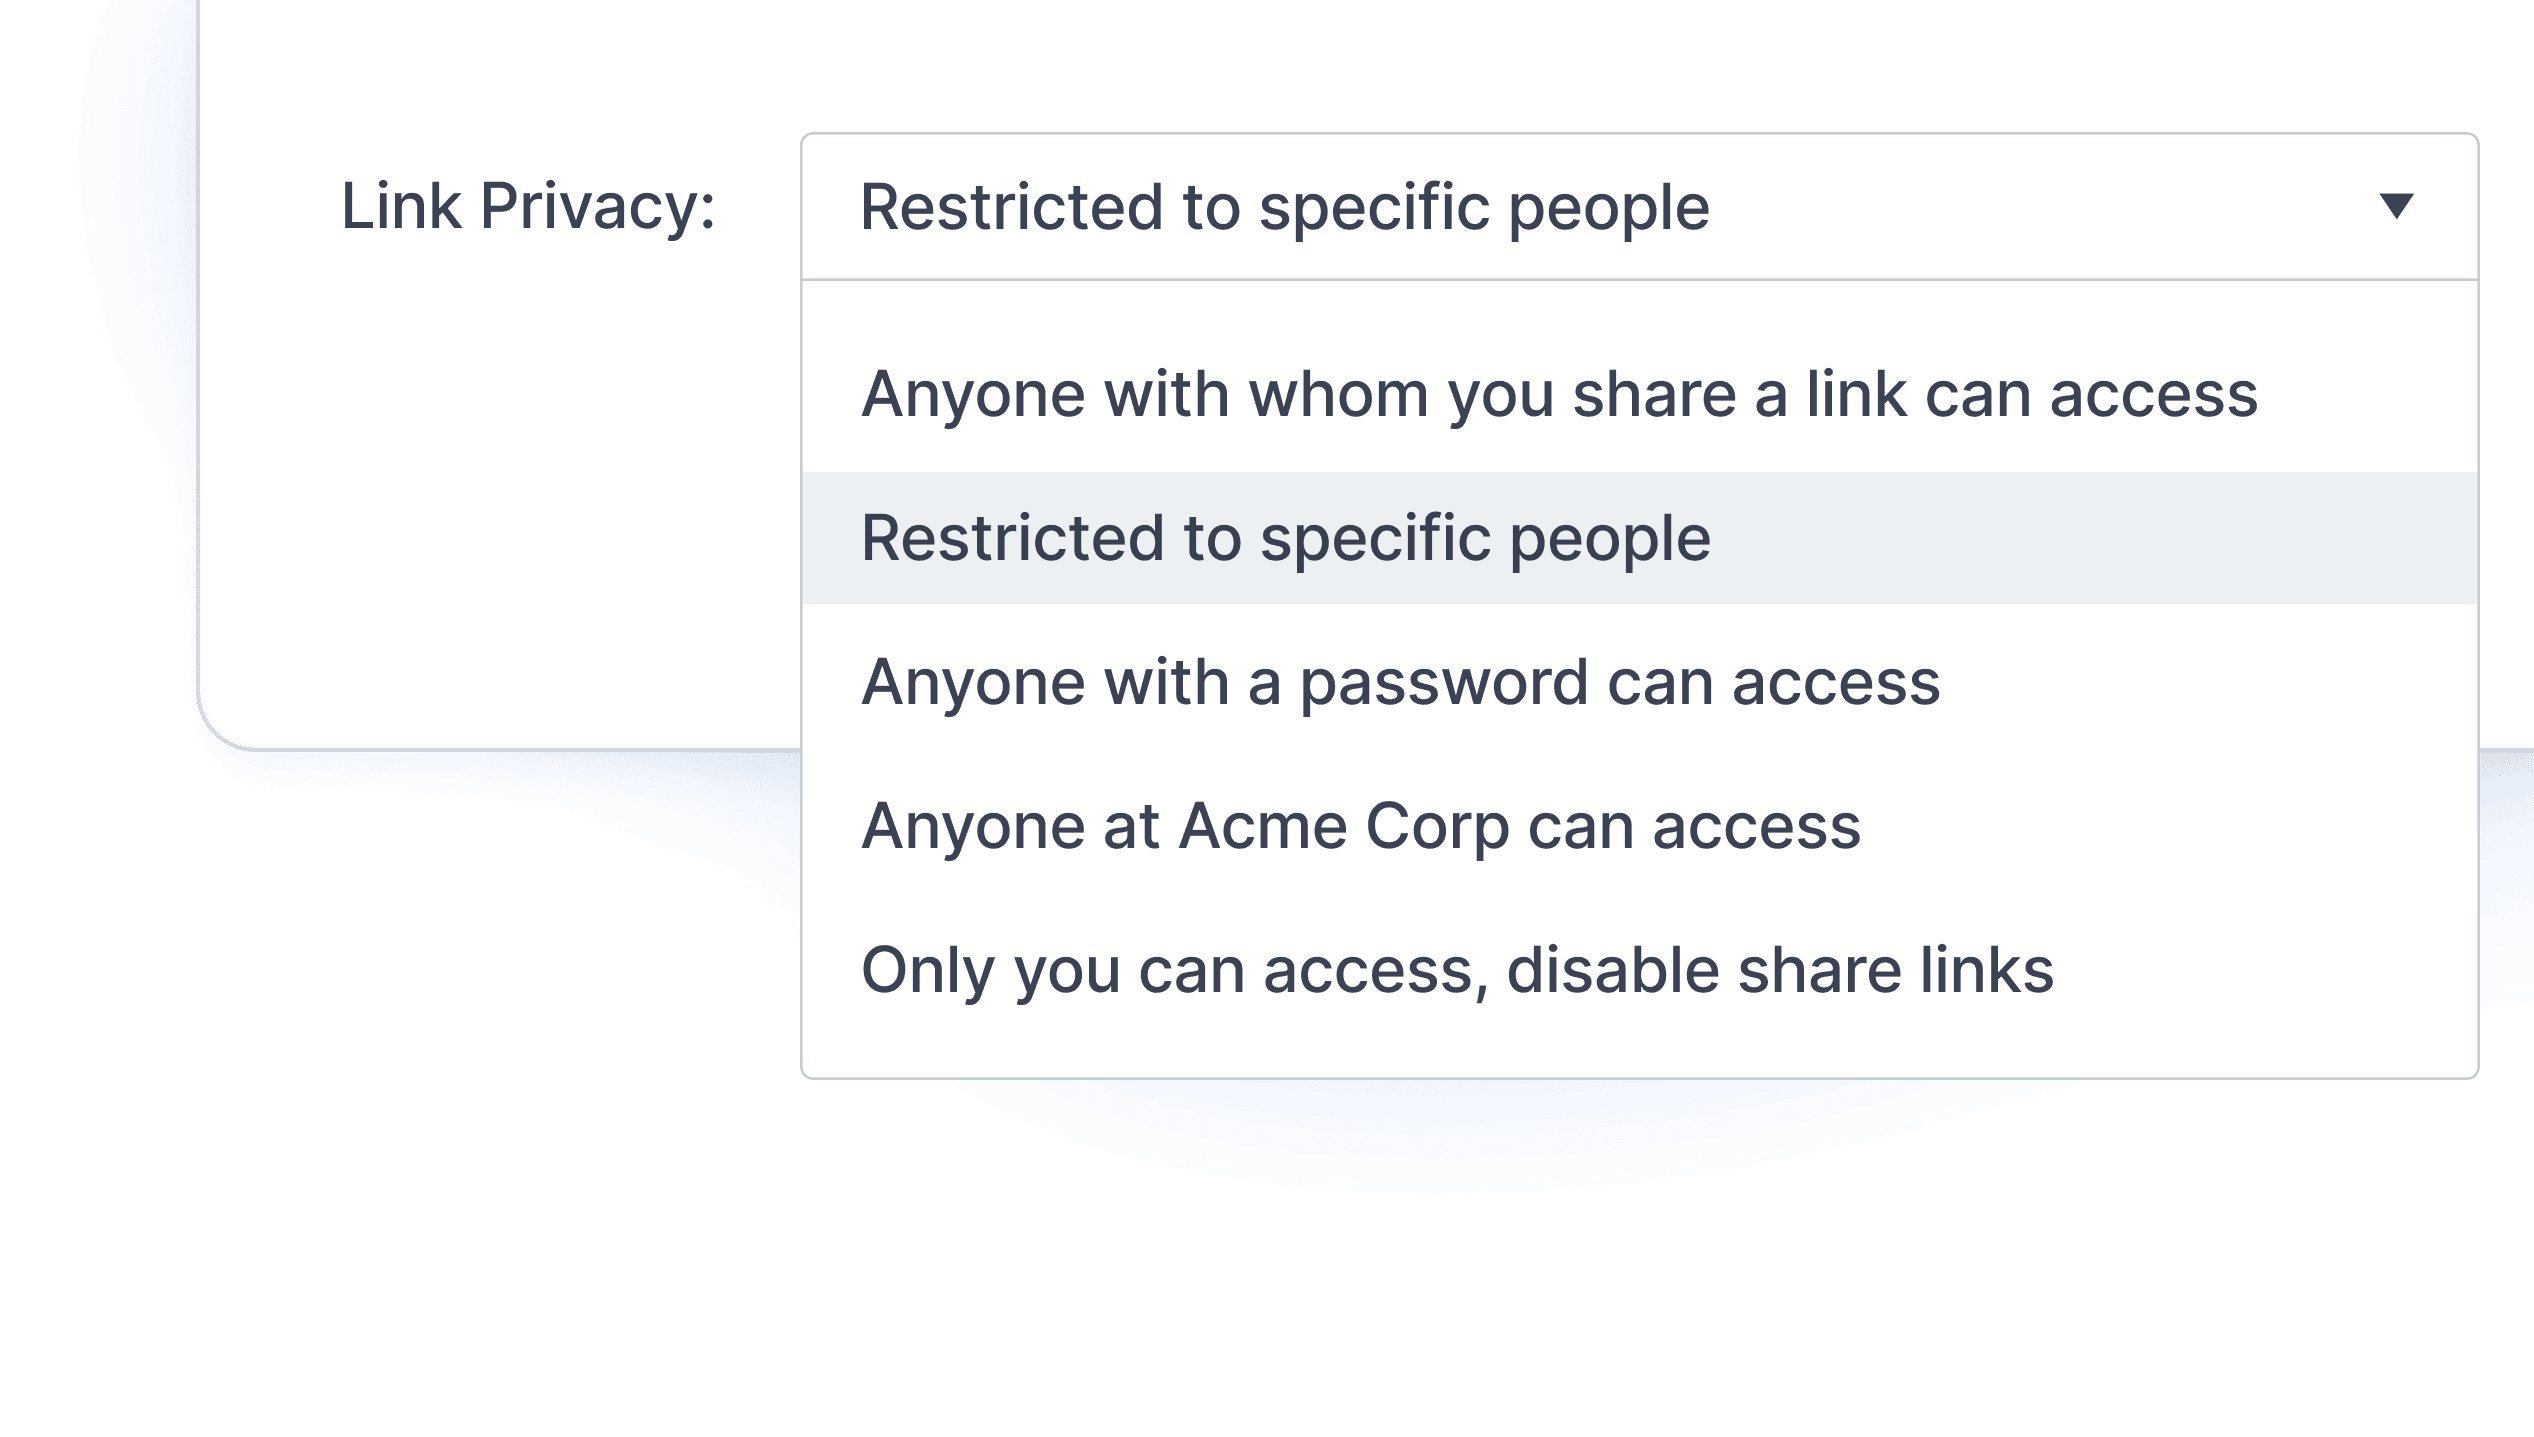 Link Privacy:
Restricted to specific people
Anyone with whom you share a link can access
Restricted to specific people
Anyone with a password can access
Anyone at Acme Corp can access
Only you can access, disable share links